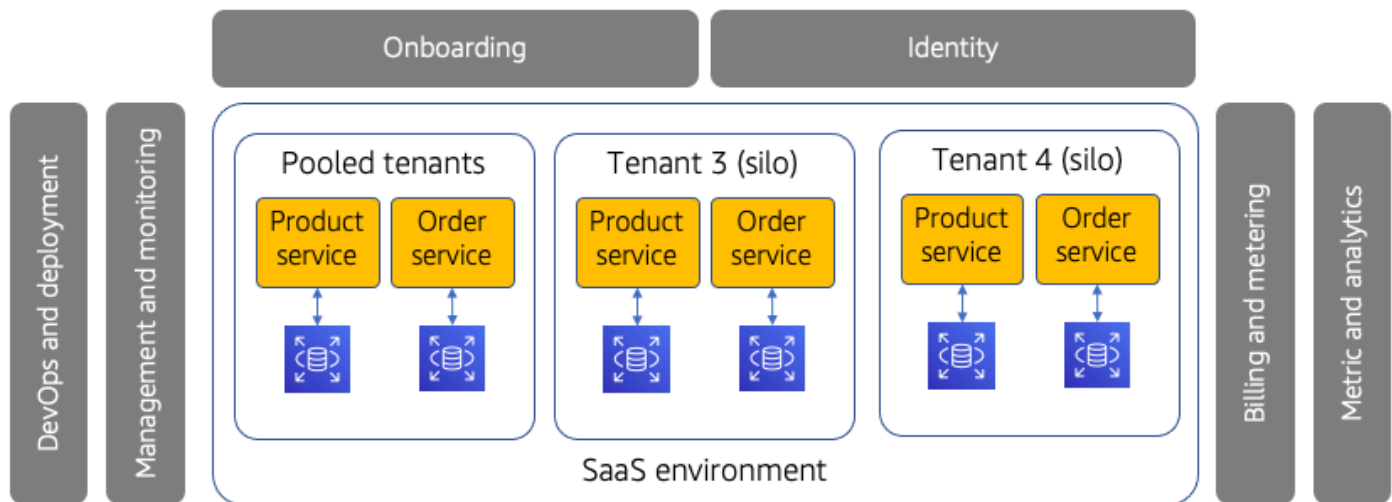 Onboarding
Identity
DevOps and deployment
Management and monitoring
Pooled tenants
Product
service
Order
service
Tenant 3 (silo)
Product
service
Order
service
Tenant 4 (silo)
Product
service
Order
service
SaaS environment
Billing and metering
Metric and analytics